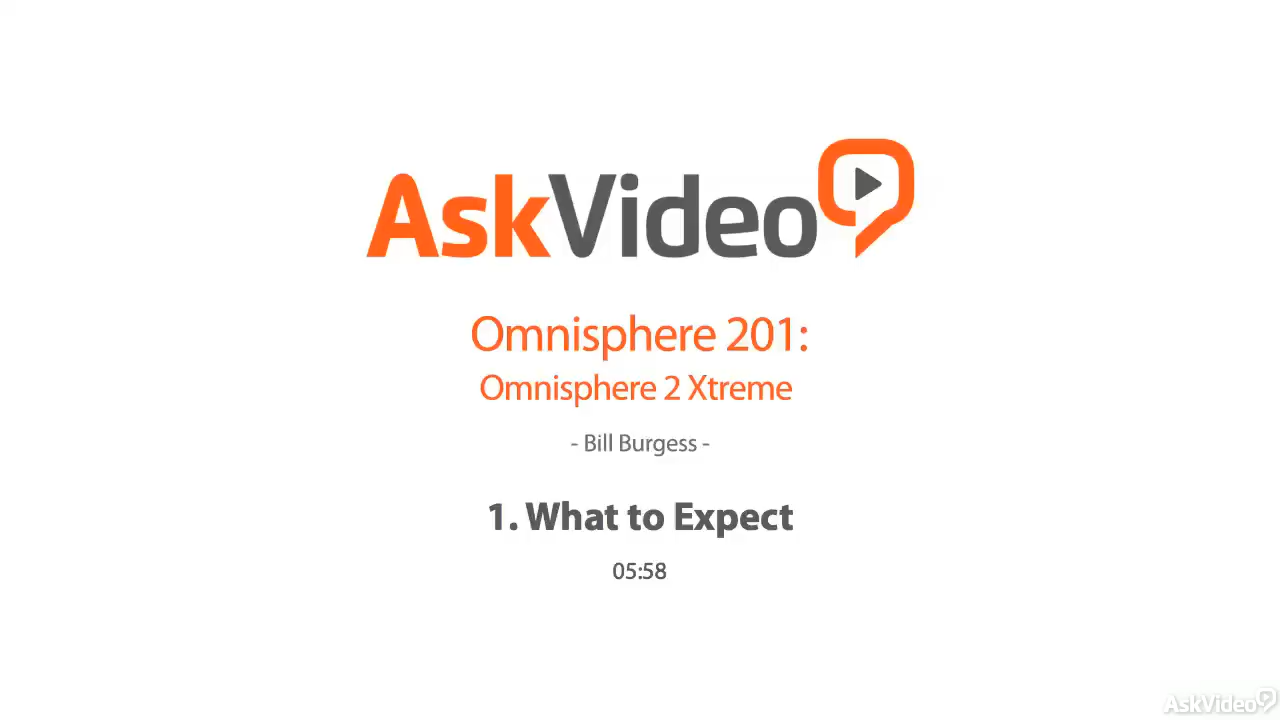 AskVideo
Omnisphere 201:
Omnisphere 2 Xtreme
- Bill Burgess -
1. What to Expect
05:58
AskVideo